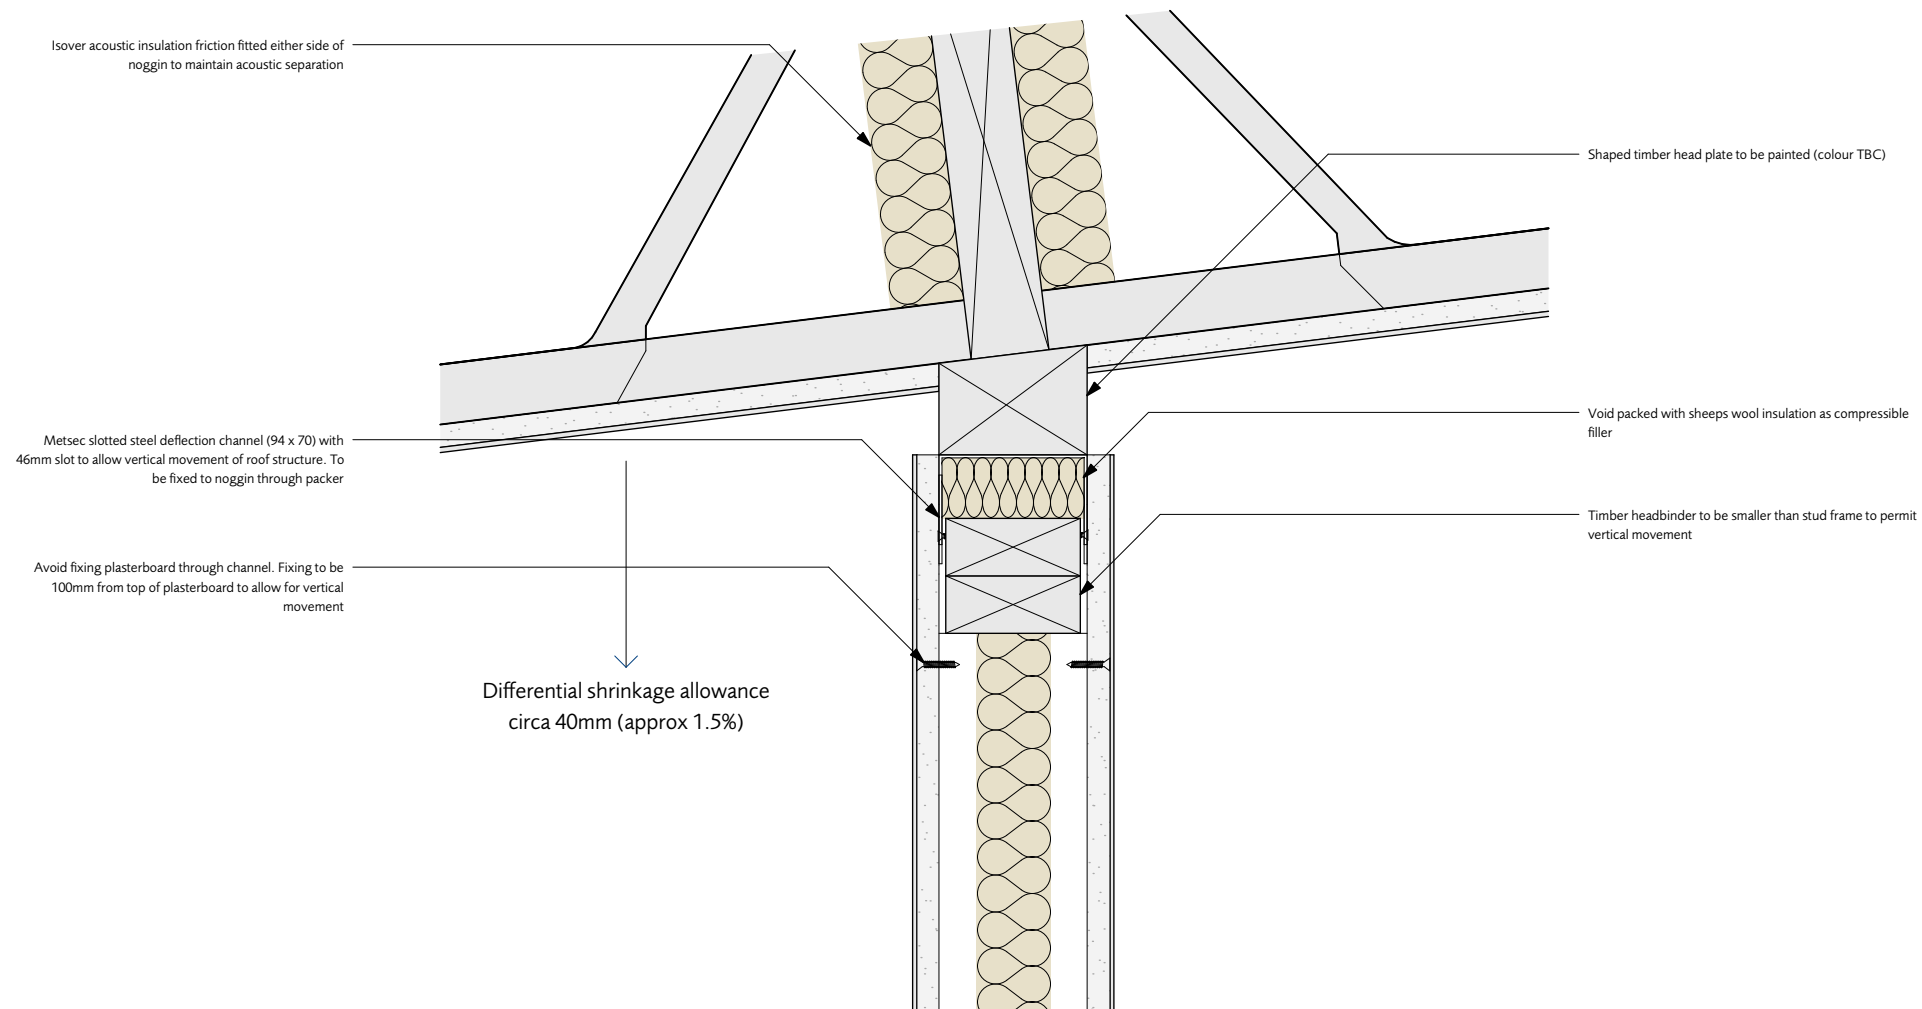 Isover acoustic insulation friction fitted either side of
noggin to maintain acoustic separation
Shaped timber head plate to be painted (colour TBC)
Void packed with sheeps wool insulation as compressible
filler
Metsec slotted steel deflection channel (94 x 70) with
46mm slot to allow vertical movement of roof structure. To
be fixed to noggin through packer
Timber headbinder to be smaller than stud frame to permit
vertical movement
Avoid fixing plasterboard through channel. Fixing to be
100mm from top of plasterboard to allow for vertical
movement
Differential shrinkage allowance
circa 40mm (approx 1.5%)